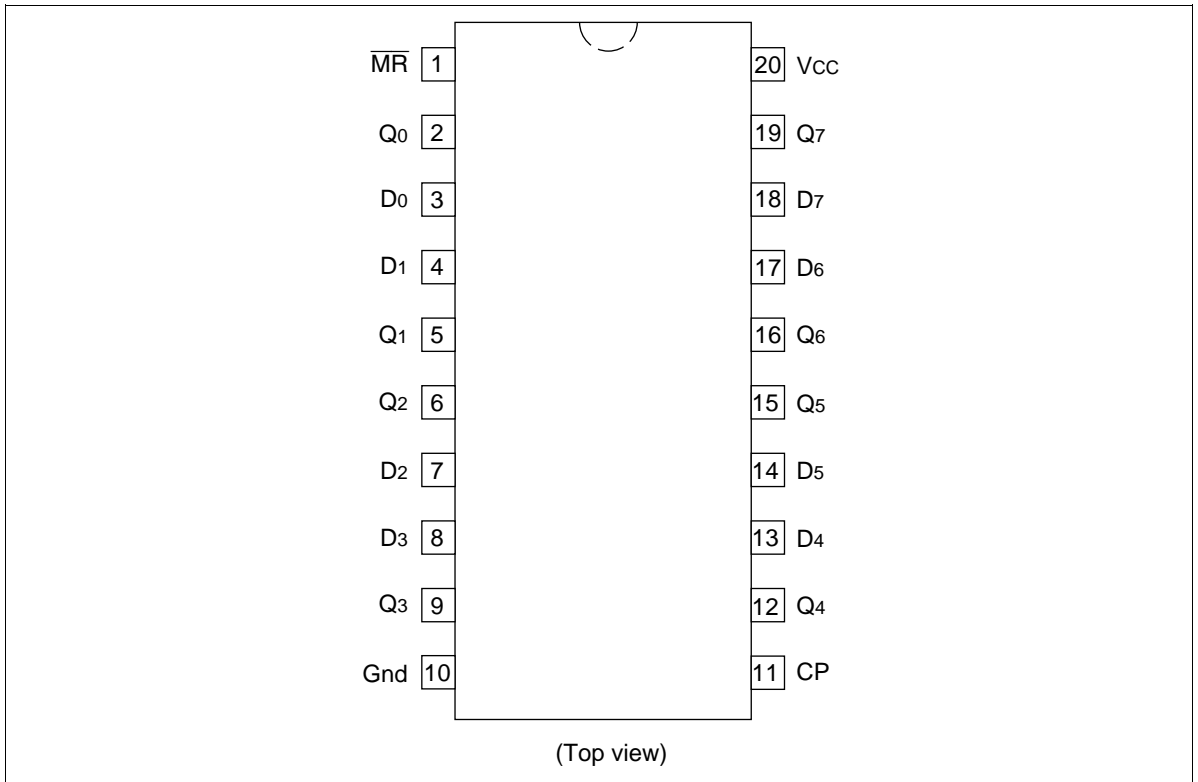 M̅R̅ 1 20 VCC
Q0 2 19 Q7
D0 3 18 D7
D1 4 17 D6
Q1 5 16 Q6
Q2 6 15 Q5
D2 7 14 D5
D3 8 13 D4
Q3 9 12 Q4
Gnd 10 11 CP
(Top view)